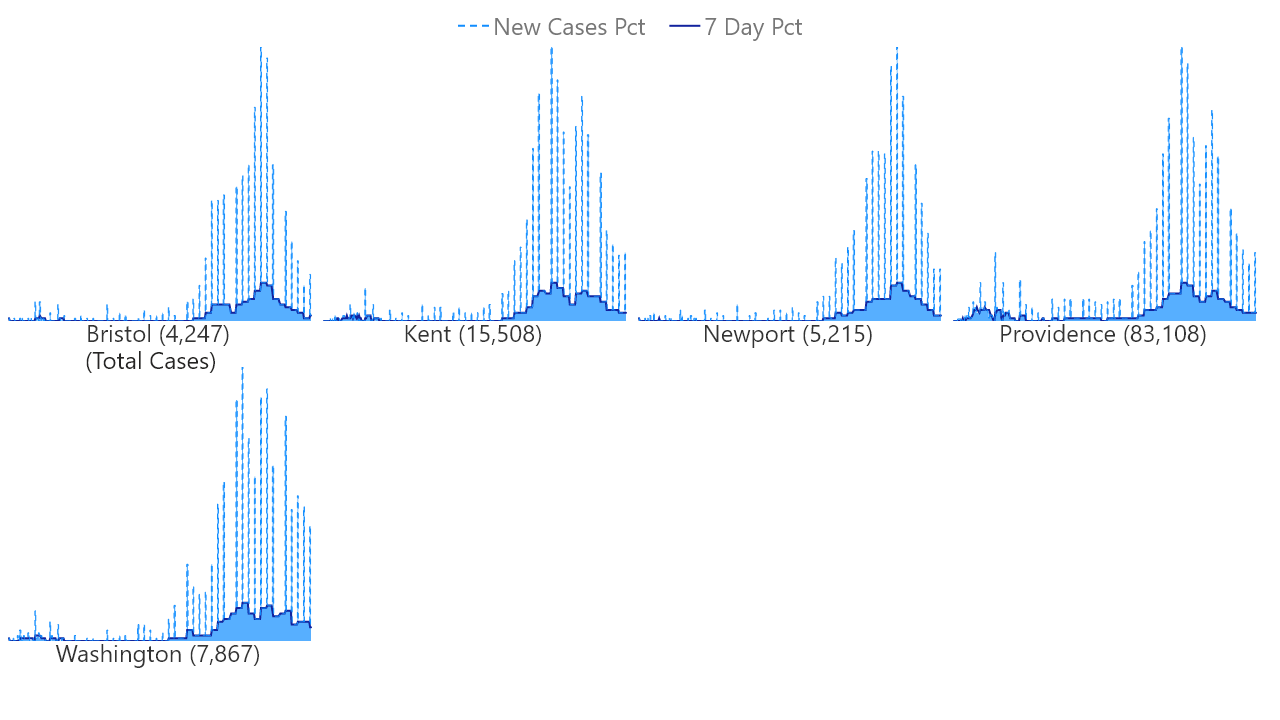 New Cases Pct 7 Day Pct
Bristol (4,247) Kent (15,508) Newport (5,215) Providence (83,108)
(Total Cases)
Washington (7,867)